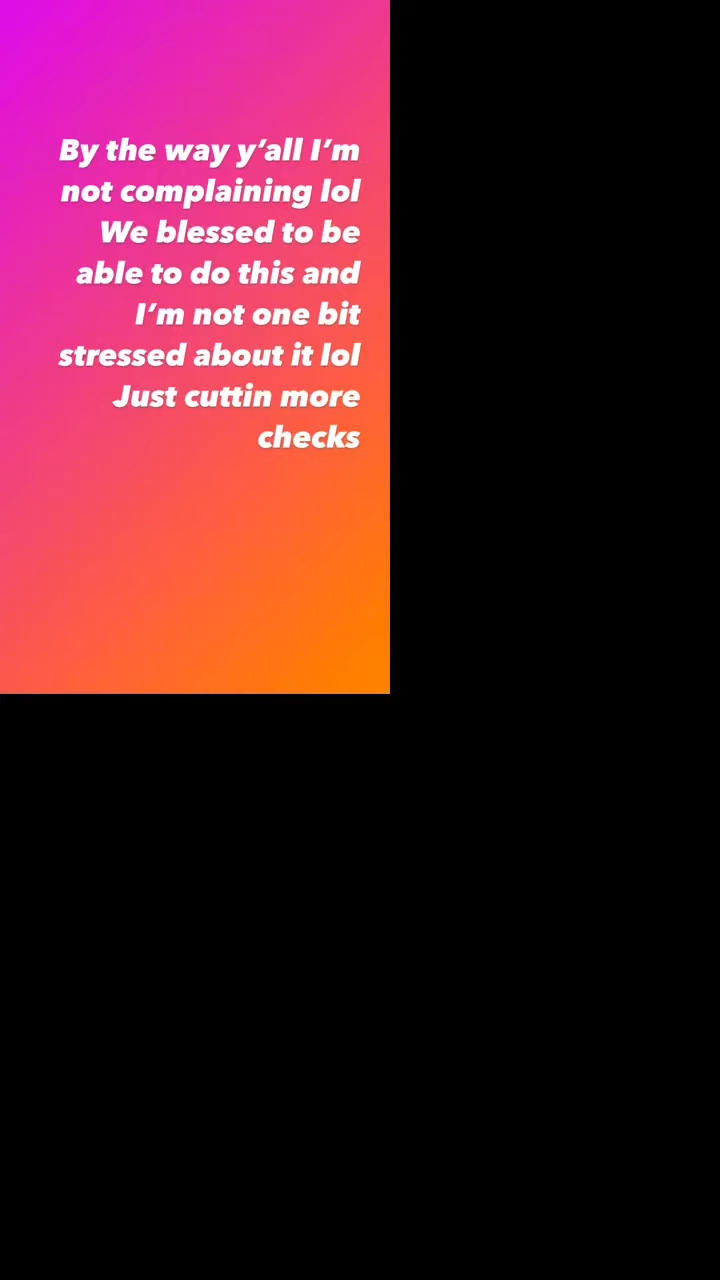 By the way y’all I’m
not complaining lol
We blessed to be
able to do this and
I’m not one bit
stressed about it lol
Just cuttin more
checks